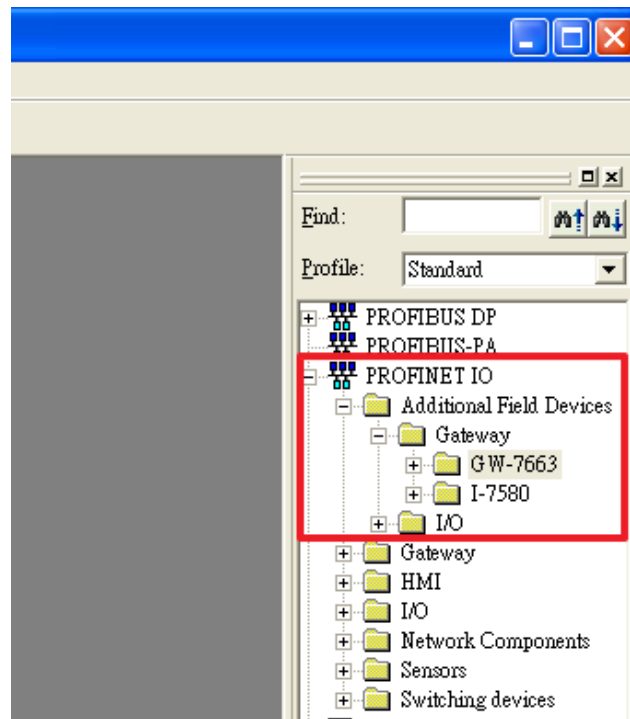 Find:
Profile: Standard
PROFIBUS DP
PROFIBUS-PA
PROFINET IO
Additional Field Devices
Gateway
GW-7663
I-7580
I/O
Gateway
HMI
I/O
Network Components
Sensors
Switching devices